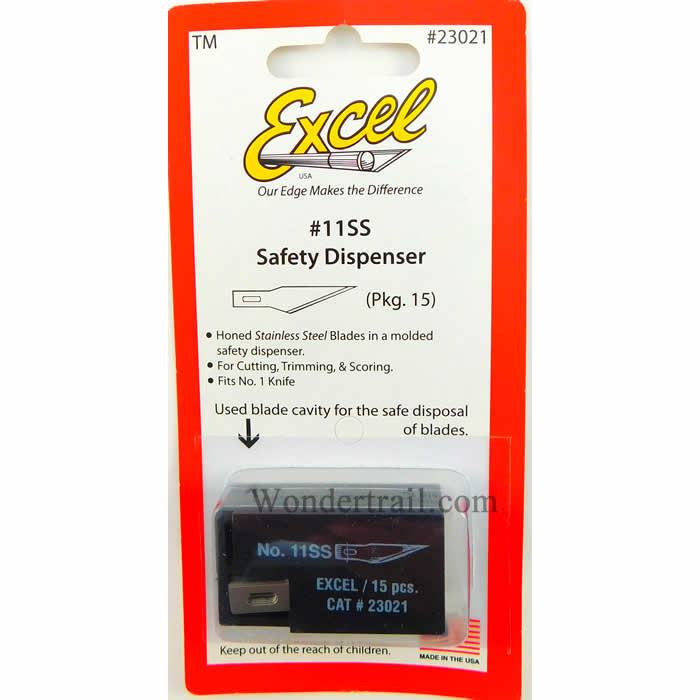 TM #23021
Excel
USA
Our Edge Makes the Difference
#11SS
Safety Dispenser
(Pkg. 15)
• Honed Stainless Steel Blades in a molded
safety dispenser.
• For Cutting, Trimming, & Scoring.
• Fits No. 1 Knife
Used blade cavity for the safe disposal
of blades.
Wondertrail.com
No. 11SS
EXCEL / 15 pcs.
CAT # 23021
Keep out of the reach of children.
MADE IN THE USA